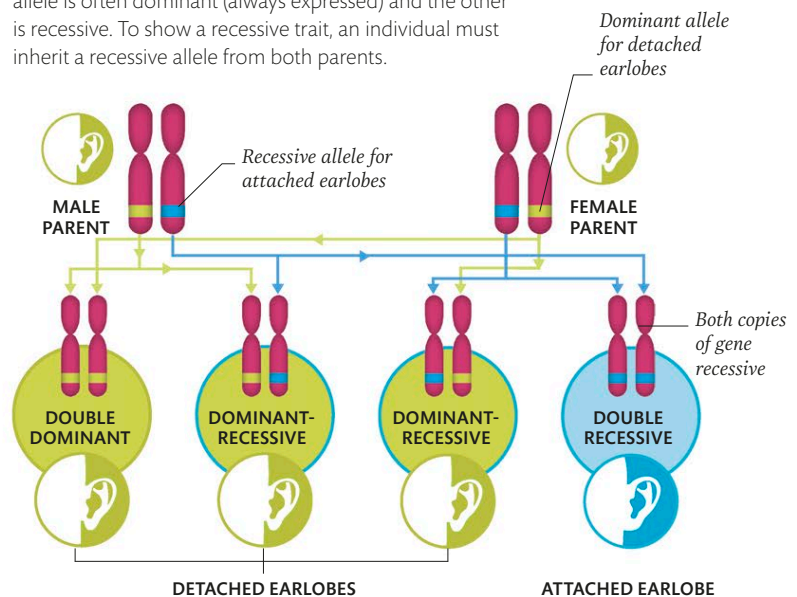 allele is often dominant (always expressed) and the other
is recessive. To show a recessive trait, an individual must
inherit a recessive allele from both parents.
Dominant allele
for detached
earlobes
Recessive allele for
attached earlobes
MALE
PARENT
FEMALE
PARENT
Both copies
of gene
recessive
DOUBLE
DOMINANT
DOMINANT-
RECESSIVE
DOMINANT-
RECESSIVE
DOUBLE
RECESSIVE
DETACHED EARLOBES
ATTACHED EARLOBE